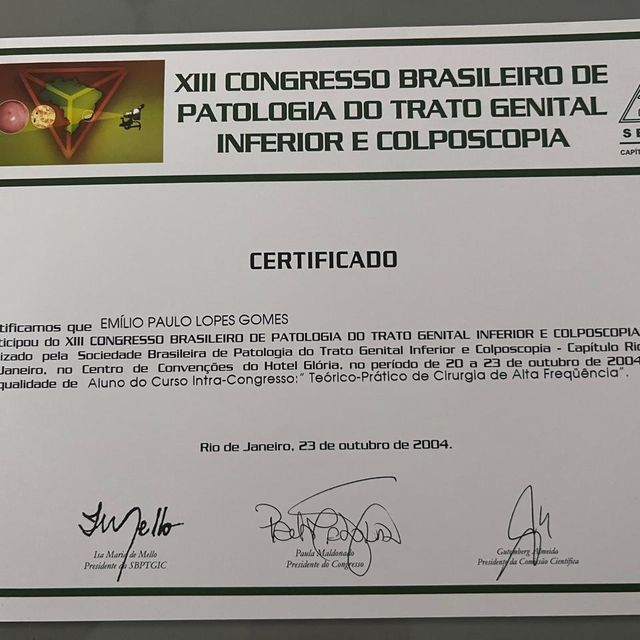 XIII CONGRESSO BRASILEIRO DE
PATOLOGIA DO TRATO GENITAL
INFERIOR E COLPOSCOPIA
CERTIFICADO
tificamos que EMÍLIO PAULO LOPES GOMES
ticipou do XIII CONGRESSO BRASILEIRO DE PATOLOGIA DO TRATO GENITAL INFERIOR E COLPOSCOPIA
izado pela Sociedade Brasileira de Patologia do Trato Genital Inferior e Colposcopia - Capítulo Rio
Janeiro, no Centro de Convenções do Hotel Glória, no período de 20 a 23 de outubro de 2004
qualidade de Aluno do Curso Intra-Congresso:" Teórico-Prático de Cirurgia de Alta Freqüência".
Rio de Janeiro, 23 de outubro de 2004.
Isa Maria de Mello
Presidente da SBPTGIC
Paula Maldonado
Presidente do Congresso
Gutemberg Almeida
Presidente da Comissão Científica